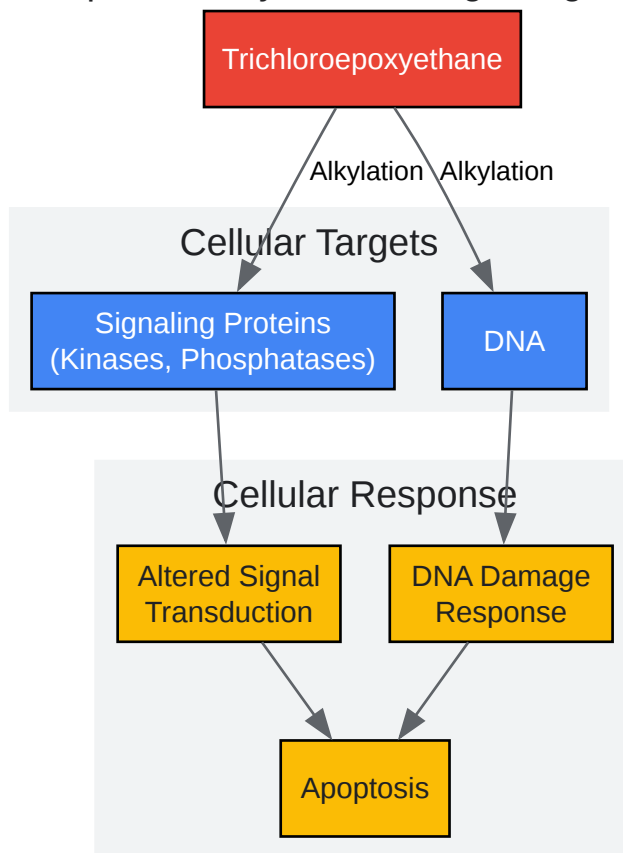 Trichloroepoxyethane
Alkylation Alkylation
Cellular Targets
Signaling Proteins
(Kinases, Phosphatases)
DNA
Cellular Response
Altered Signal
Transduction
DNA Damage
Response
Apoptosis